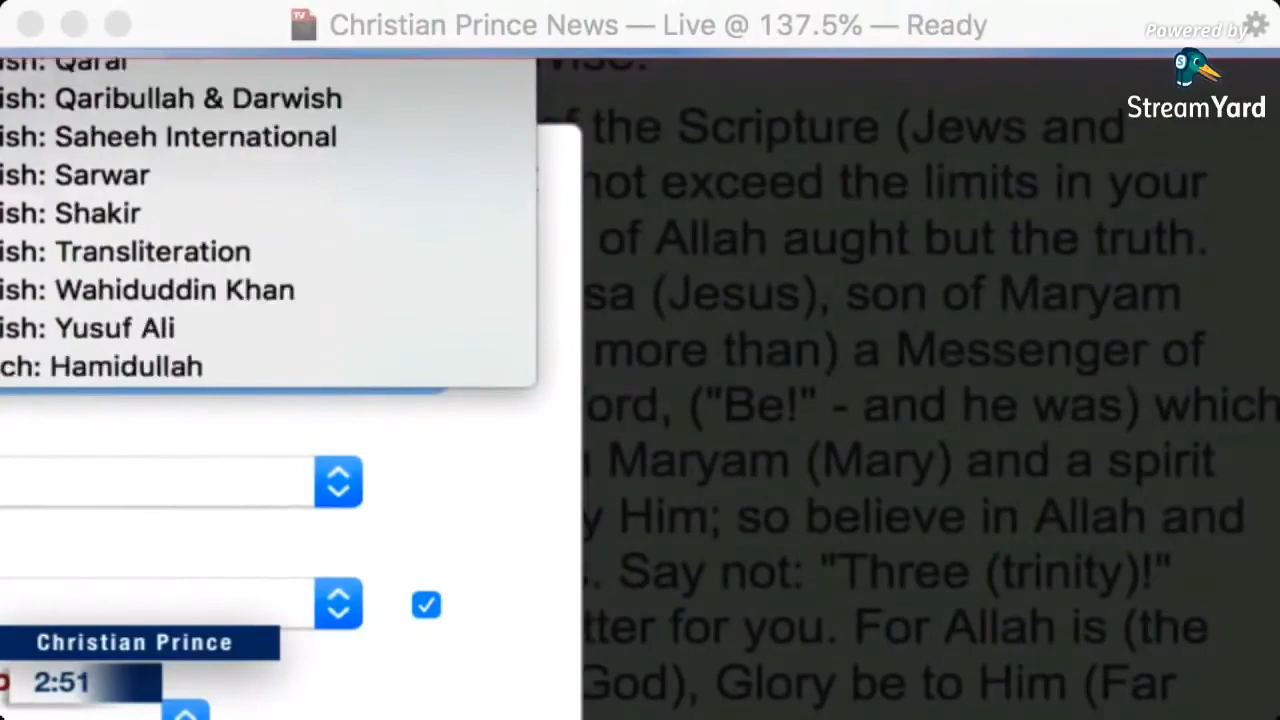 Christian Prince News — Live @ 137.5% — Ready
Powered by
StreamYard
ish: Qarai
ish: Qaribullah & Darwish
ish: Saheeh International
ish: Sarwar
ish: Shakir
ish: Transliteration
ish: Wahiduddin Khan
ish: Yusuf Ali
ch: Hamidullah
of the Scripture (Jews and
not exceed the limits in your
of Allah aught but the truth.
sa (Jesus), son of Maryam
more than) a Messenger of
ord, ("Be!" - and he was) which
Maryam (Mary) and a spirit
y Him; so believe in Allah and
Say not: "Three (trinity)!"
tter for you. For Allah is (the
God), Glory be to Him (Far
Christian Prince
2:51